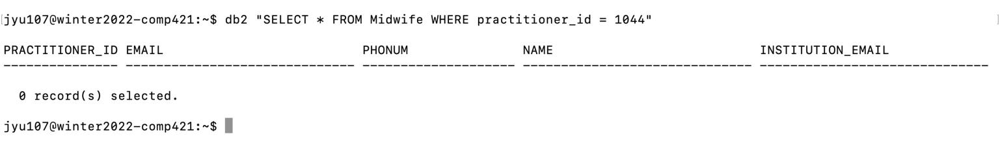 jyu107@winter2022-comp421:~$ db2 "SELECT * FROM Midwife WHERE practitioner_id = 1044"
PRACTITIONER_ID EMAIL                          PHONUM               NAME                           INSTITUTION_EMAIL
--------------- ------------------------------ -------------------- ------------------------------ ------------------------------
  0 record(s) selected.
jyu107@winter2022-comp421:~$